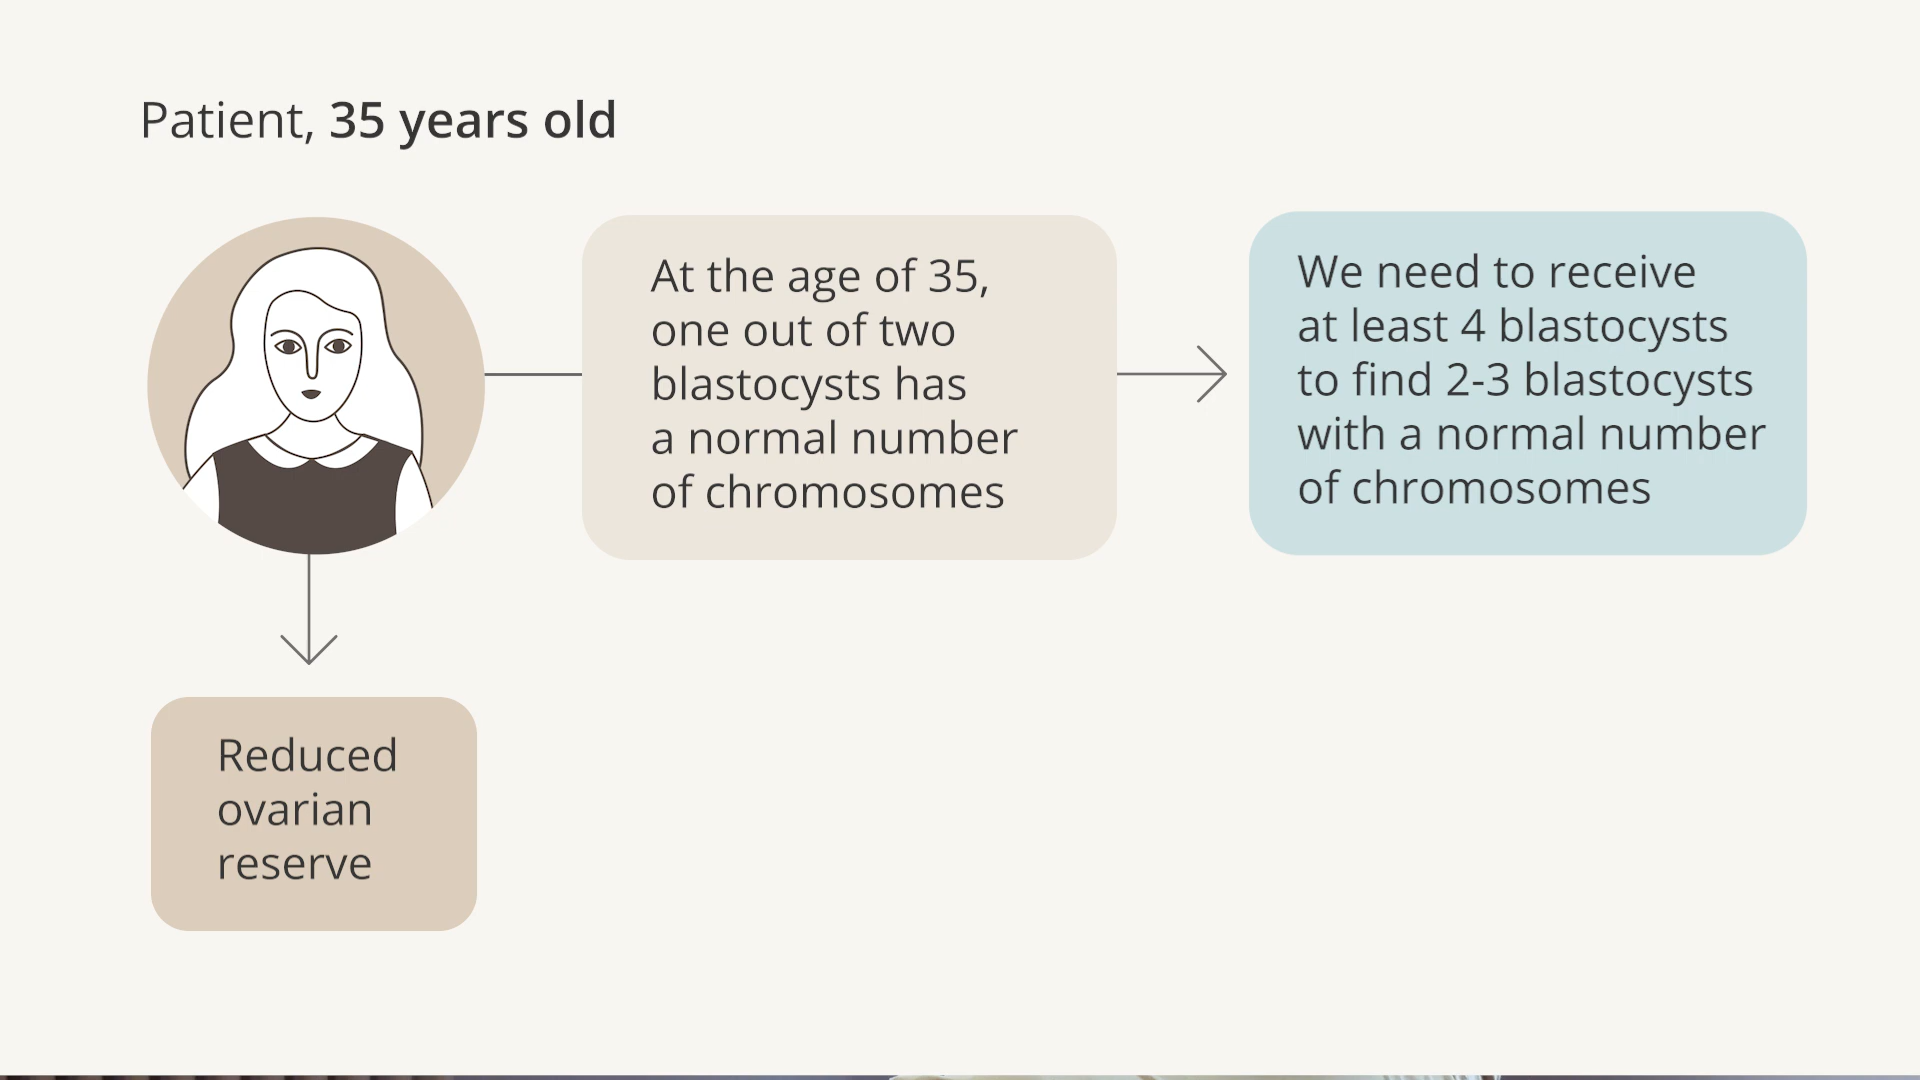 Patient, 35 years old
At the age of 35,
one out of two
blastocysts has
a normal number
of chromosomes
We need to receive
at least 4 blastocysts
to find 2-3 blastocysts
with a normal number
of chromosomes
Reduced
ovarian
reserve